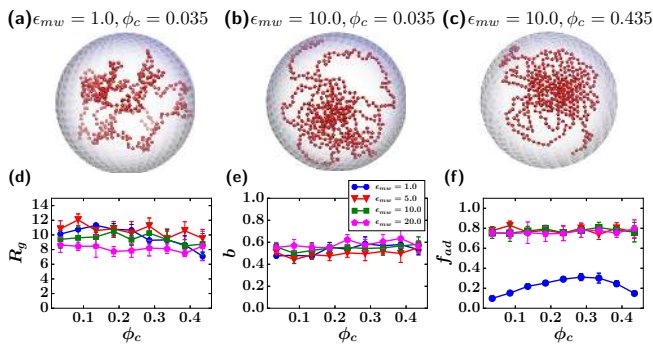 (a) ϵ_mw = 1.0, ϕ_c = 0.035
(b) ϵ_mw = 10.0, ϕ_c = 0.035
(c) ϵ_mw = 10.0, ϕ_c = 0.435
(d)
16
14
12
10
8
6
4
2
0
R_g
0.1 0.2 0.3 0.4
ϕ_c
(e)
1.0
0.8
0.6
0.4
0.2
0.0
b
ϵ_mw = 1.0
ϵ_mw = 5.0
ϵ_mw = 10.0
ϵ_mw = 20.0
0.1 0.2 0.3 0.4
ϕ_c
(f)
1.0
0.8
0.6
0.4
0.2
0.0
f_ad
0.1 0.2 0.3 0.4
ϕ_c